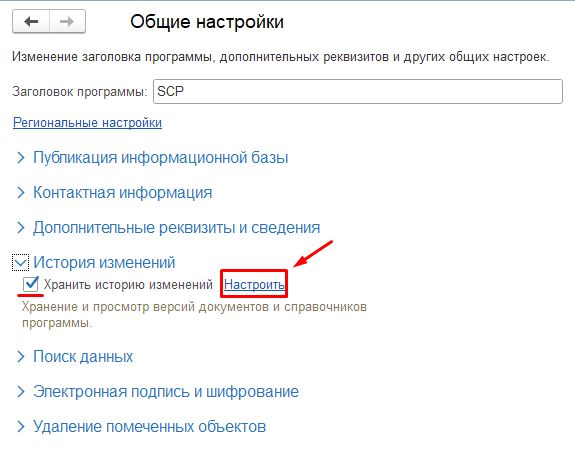 Общие настройки
Изменение заголовка программы, дополнительных реквизитов и других общих настроек.
Заголовок программы: SCP
Региональные настройки
Публикация информационной базы
Контактная информация
Дополнительные реквизиты и сведения
История изменений
Хранить историю изменений Настроить
Хранение и просмотр версий документов и справочников
программы.
Поиск данных
Электронная подпись и шифрование
Удаление помеченных объектов